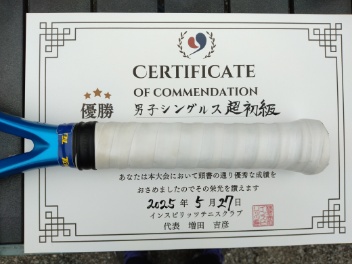 CERTIFICATE
OF COMMENDATION
優勝 男子シングルス超初級
あなたは本大会において頭書の通り優秀な成績を
おさめましたのでその栄光を讃えます
2025年5月27日
インスピリッツテニスクラブ
代表 増田 吉彦